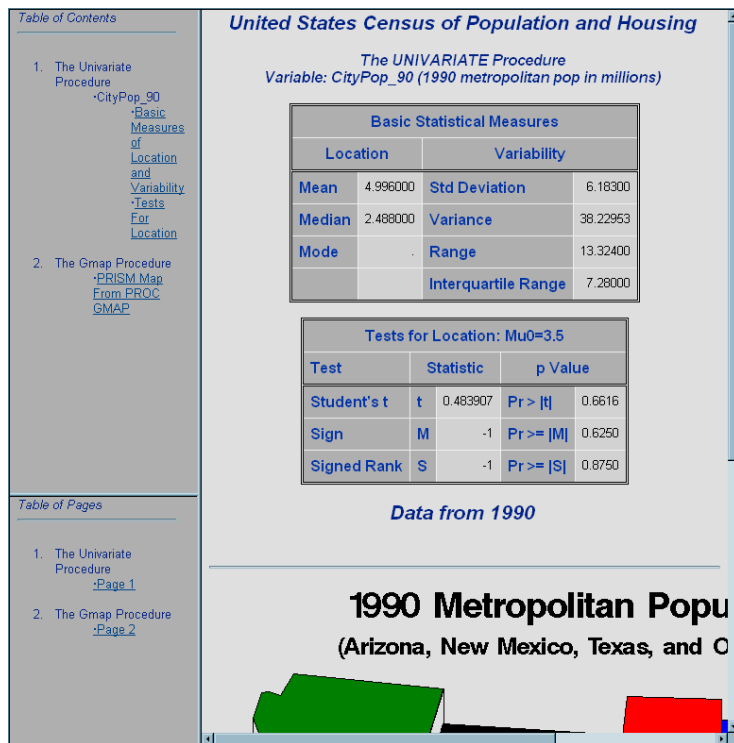 Table of Contents
1. The Univariate
Procedure
·CityPop_90
·Basic
Measures
of
Location
and
Variability
·Tests
For
Location
2. The Gmap Procedure
·PRISM Map
From PROC
GMAP
Table of Pages
1. The Univariate
Procedure
·Page 1
2. The Gmap Procedure
·Page 2
United States Census of Population and Housing
The UNIVARIATE Procedure
Variable: CityPop_90 (1990 metropolitan pop in millions)
Basic Statistical Measures
Location Variability
Mean 4.996000 Std Deviation 6.18300
Median 2.488000 Variance 38.22953
Mode . Range 13.32400
Interquartile Range 7.28000
Tests for Location: Mu0=3.5
Test Statistic p Value
Student's t t 0.483907 Pr > |t| 0.6616
Sign M -1 Pr >= |M| 0.6250
Signed Rank S -1 Pr >= |S| 0.8750
Data from 1990
1990 Metropolitan Popu
(Arizona, New Mexico, Texas, and O